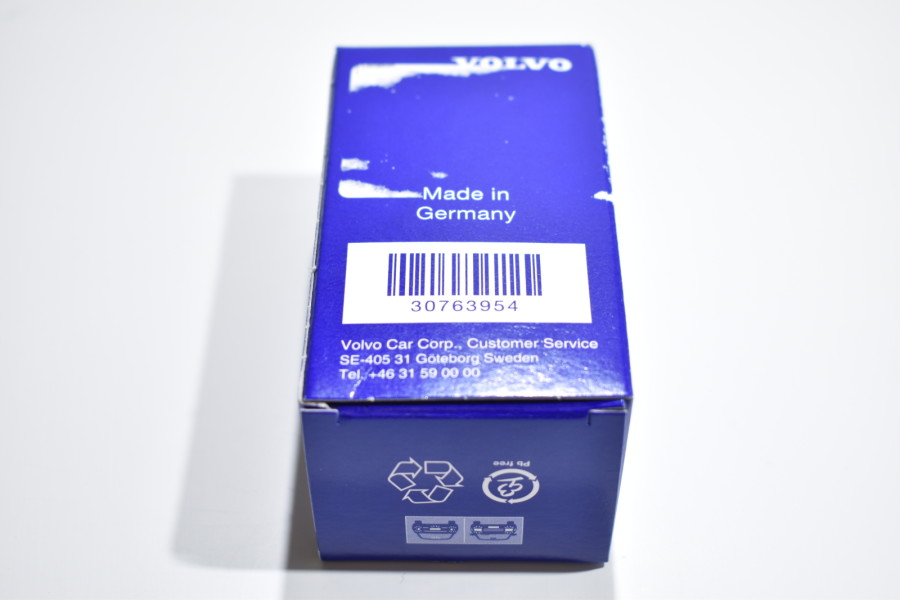 VOLVO
Made in
Germany
30763954
Volvo Car Corp., Customer Service
SE-405 31 Göteborg Sweden
Tel. +46 31 59 00 00
Pb free